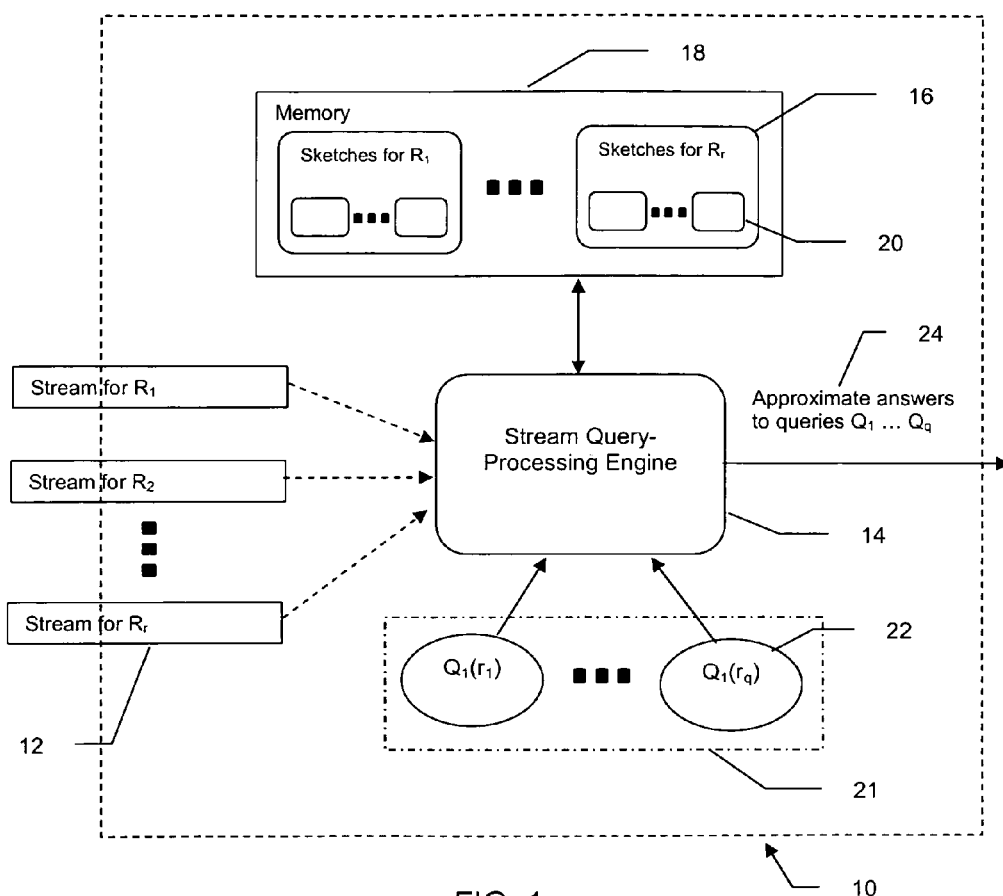 18
Memory
16
Sketches for R₁
Sketches for Rᵣ
20
24
Stream for R₁
Approximate answers
to queries Q₁ ... Q_q
Stream Query-
Processing Engine
Stream for R₂
14
Stream for Rᵣ
22
Q₁(r₁)
Q₁(r_q)
12
21
10
FIG. 1